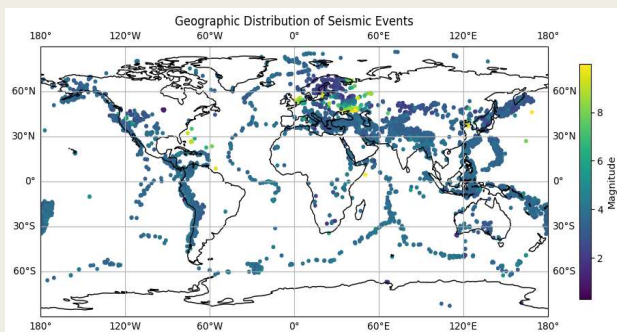 Geographic Distribution of Seismic Events
180° 120°W 60°W 0° 60°E 120°E 180°
60°N 60°N
30°N 30°N
0° 0°
30°S 30°S
60°S 60°S
180° 120°W 60°W 0° 60°E 120°E 180°
8
6
4
2
Magnitude